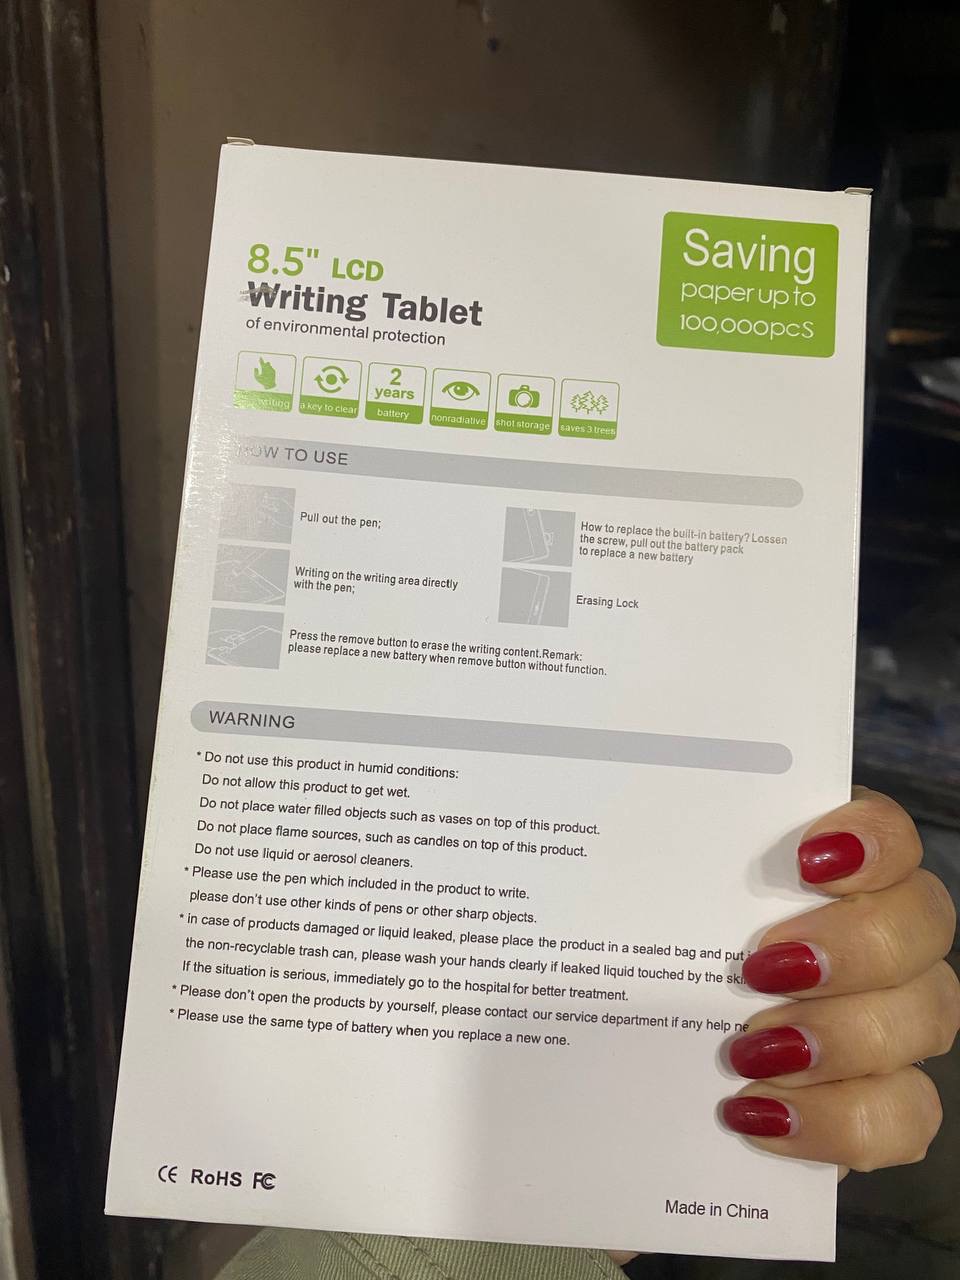 8.5" LCD
Writing Tablet
of environmental protection
Saving
paper up to
100,000pcS
writing
a key to clear
2
years
battery
nonradiative
shot storage
saves 3 trees
HOW TO USE
Pull out the pen;
Writing on the writing area directly
with the pen;
Press the remove button to erase the writing content.Remark:
please replace a new battery when remove button without function.
How to replace the built-in battery? Lossen
the screw, pull out the battery pack
to replace a new battery
Erasing Lock
WARNING
* Do not use this product in humid conditions:
Do not allow this product to get wet.
Do not place water filled objects such as vases on top of this product.
Do not place flame sources, such as candles on top of this product.
Do not use liquid or aerosol cleaners.
* Please use the pen which included in the product to write.
please don't use other kinds of pens or other sharp objects.
* in case of products damaged or liquid leaked, please place the product in a sealed bag and put
the non-recyclable trash can, please wash your hands clearly if leaked liquid touched by the
If the situation is serious, immediately go to the hospital for better treatment.
* Please don't open the products by yourself, please contact our service department if any help
* Please use the same type of battery when you replace a new one.
CE RoHS FC
Made in China